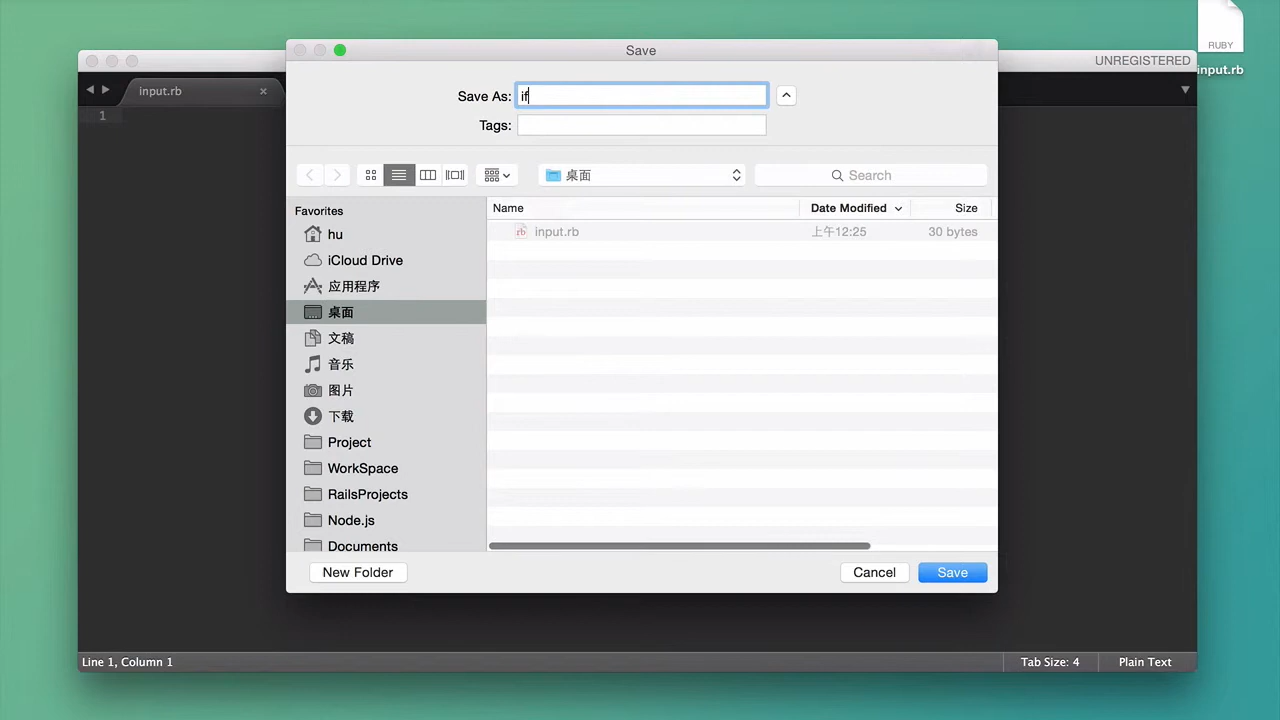 RUBY
input.rb
Save
UNREGISTERED
input.rb ×
1
Save As: if
Tags:
桌面
Search
Favorites
hu
iCloud Drive
应用程序
桌面
文稿
音乐
图片
下载
Project
WorkSpace
RailsProjects
Node.js
Documents
Name Date Modified Size
input.rb 上午12:25 30 bytes
New Folder Cancel Save
Line 1, Column 1 Tab Size: 4 Plain Text